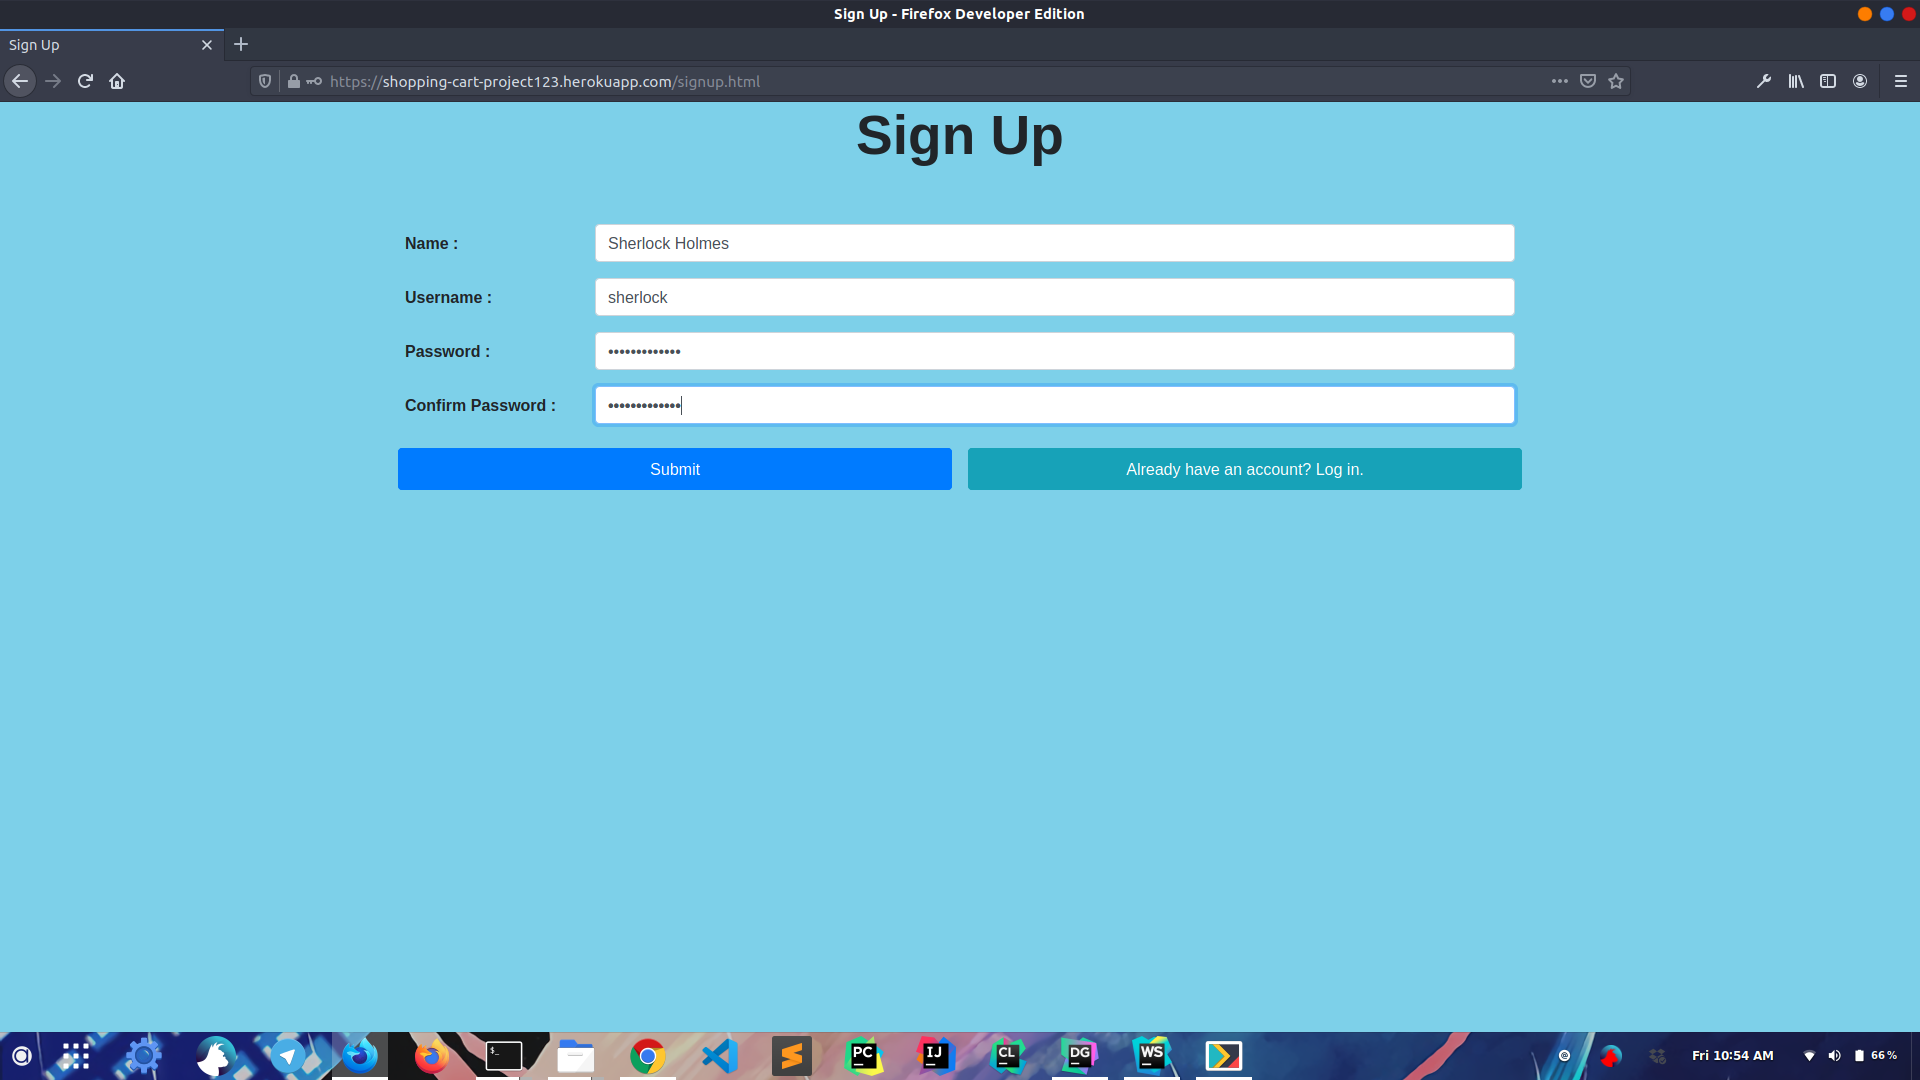 Sign Up - Firefox Developer Edition
Sign Up
https://shopping-cart-project123.herokuapp.com/signup.html
Sign Up
Name :
Sherlock Holmes
Username :
sherlock
Password :
•••••••••••••
Confirm Password :
•••••••••••••
Submit
Already have an account? Log in.
$_
PC
IJ
CL
DG
WS
Fri 10:54 AM
66 %